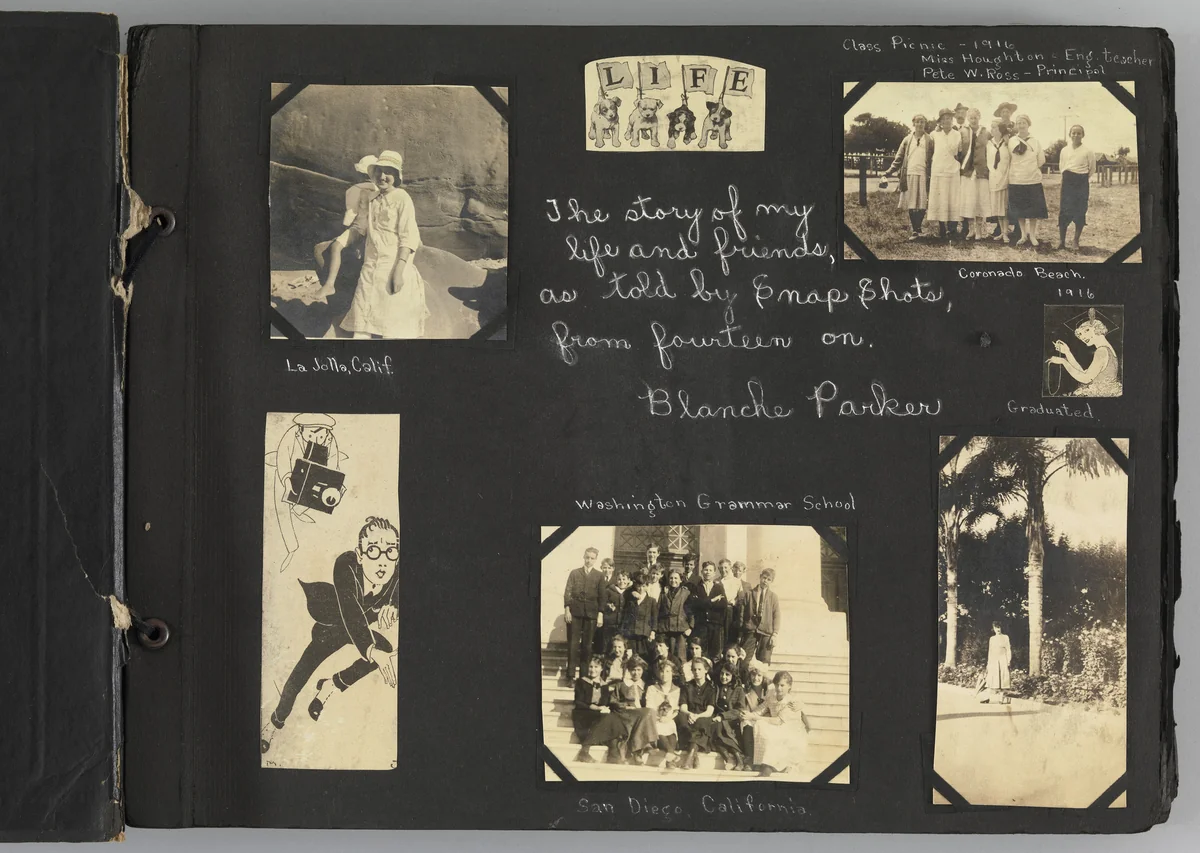 Class Picnic - 1916
Miss Houghton - Eng. teacher
Pete W. Ross - Principal
LIFE
The story of my
life and friends,
as told by Snap Shots,
from fourteen on.
Blanche Parker
Coronado Beach.
1916
Graduated.
La Jolla, Calif.
Washington Grammar School
San Diego, California.